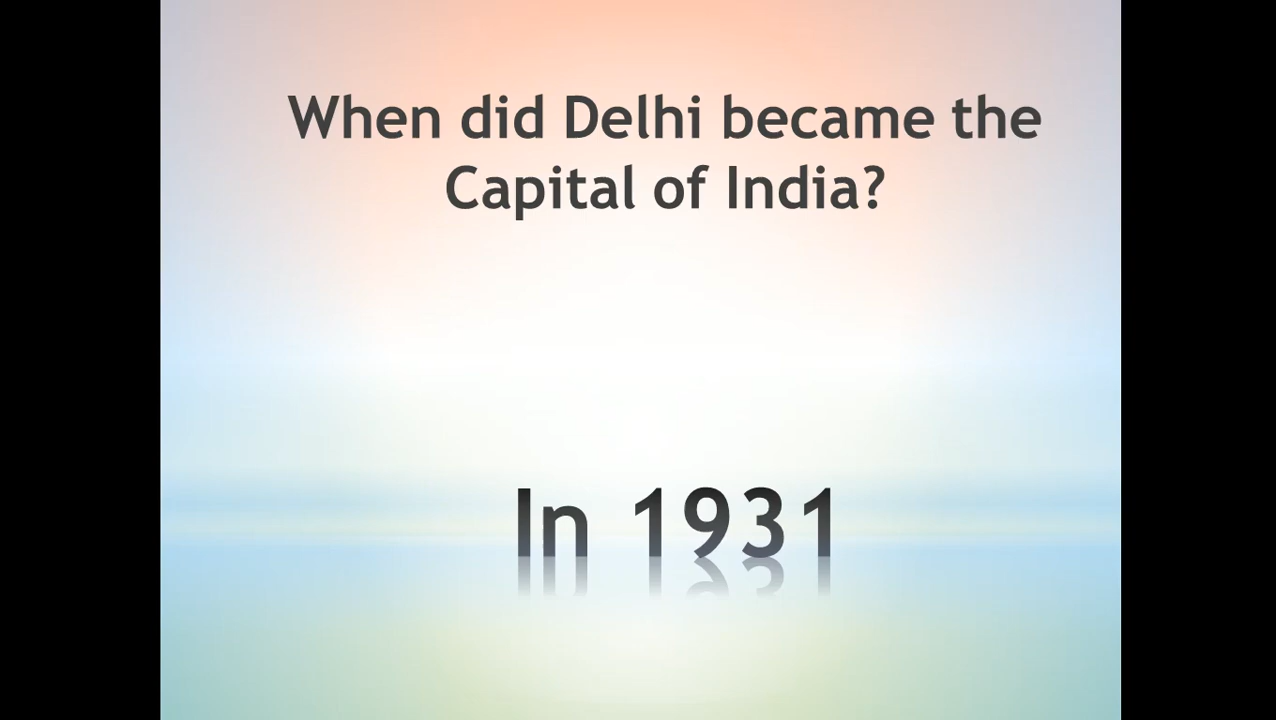 When did Delhi became the
Capital of India?
In 1931